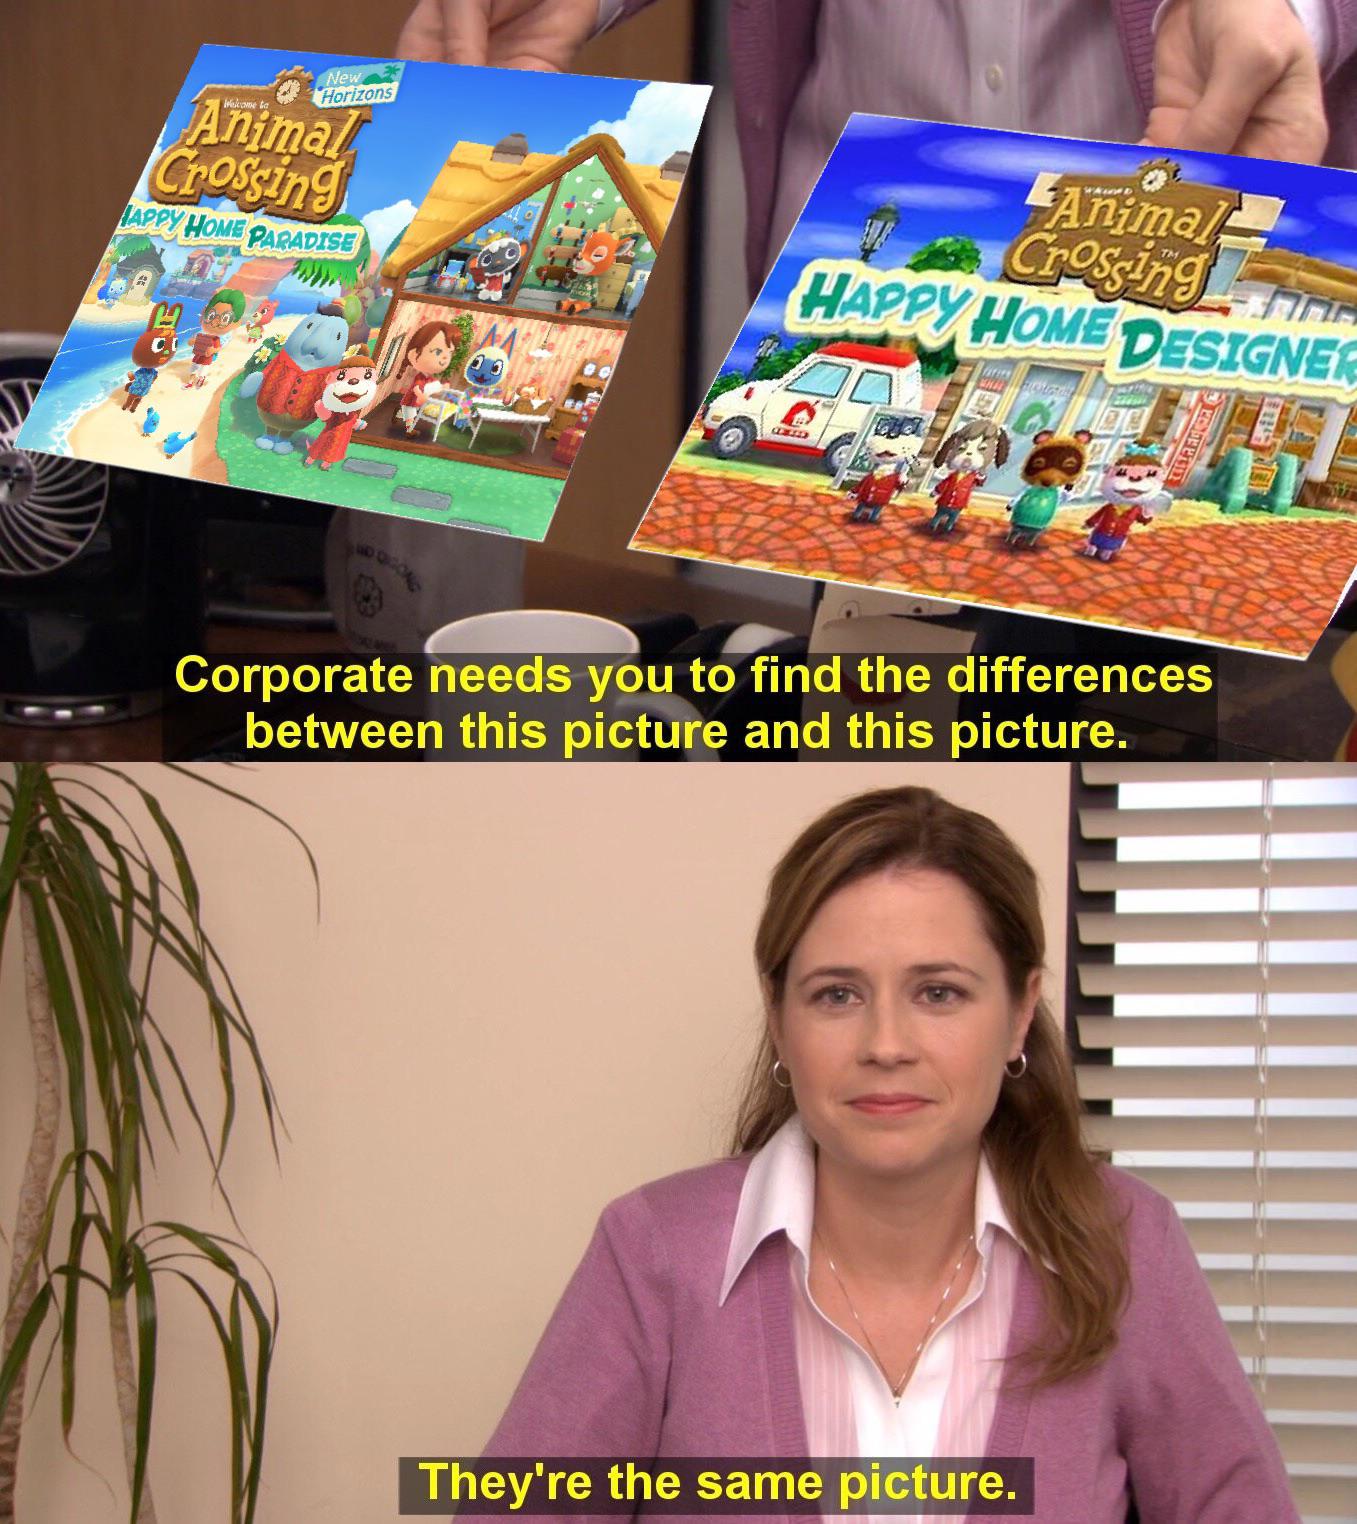 New
Horizons
Welcome to
Animal
Crossing
HAPPY HOME PARADISE
Animal
Crossing™
HAPPY HOME DESIGNER
Corporate needs you to find the differences
between this picture and this picture.
They're the same picture.